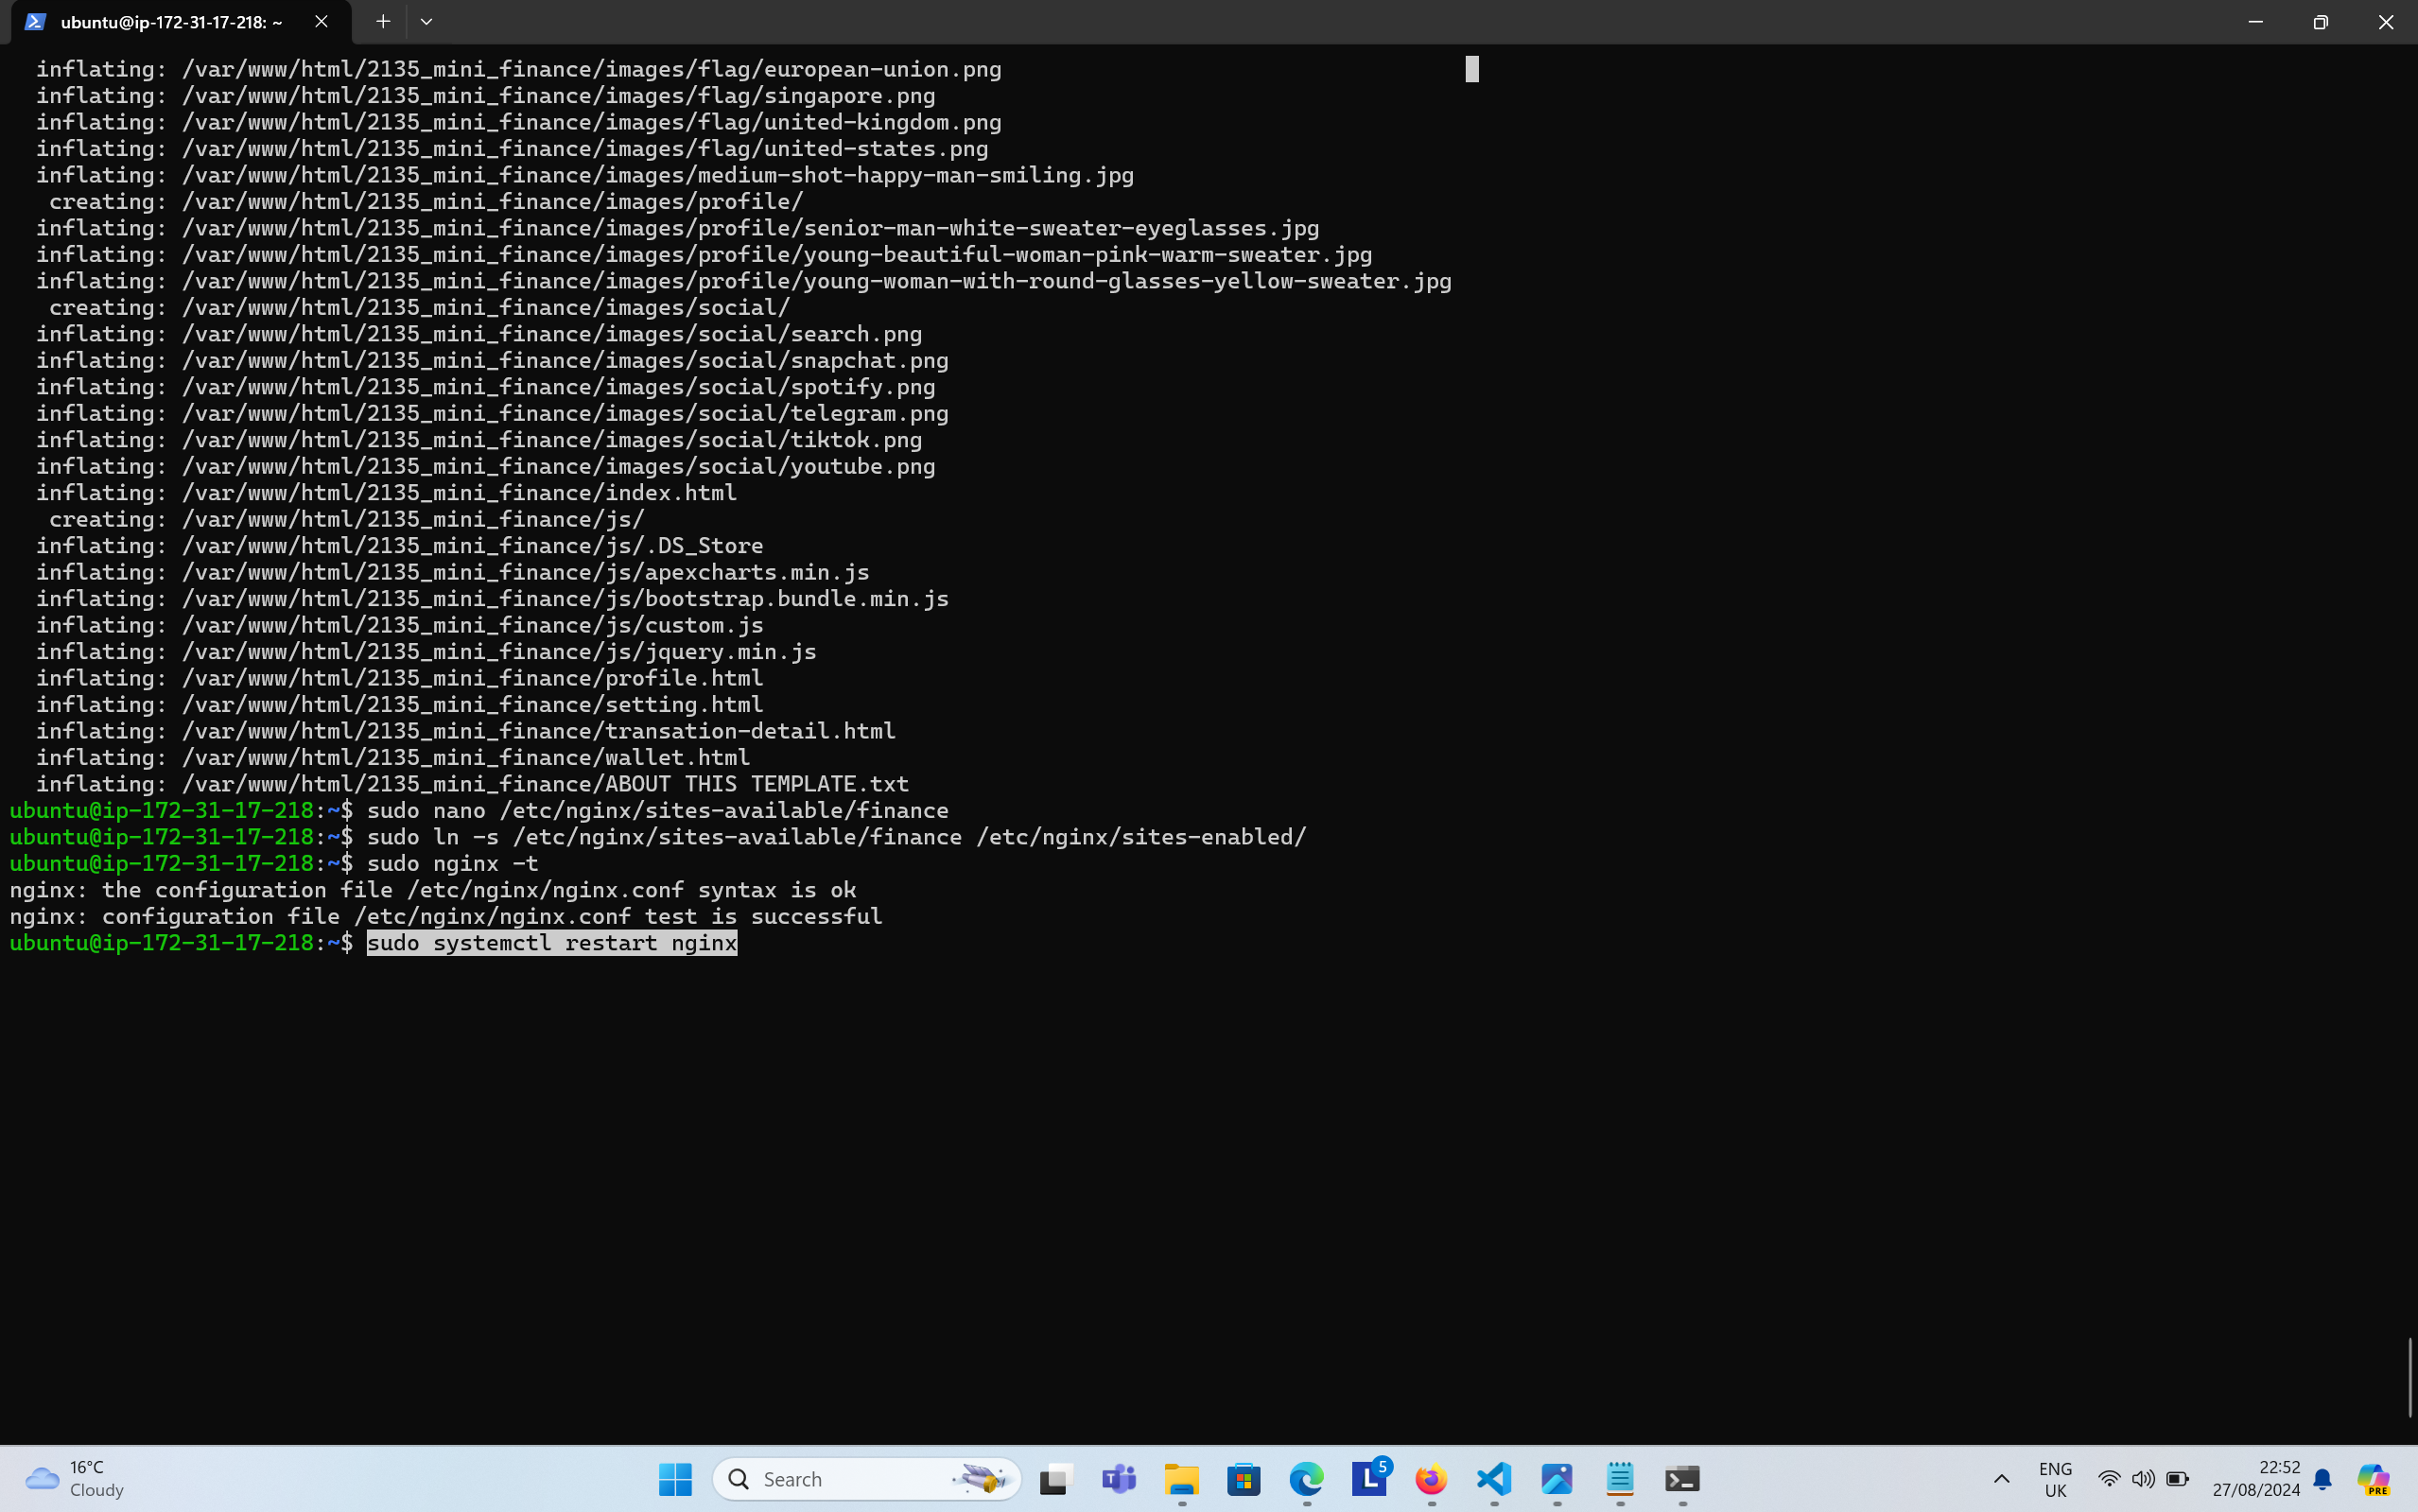 ubuntu@ip-172-31-17-218: ~
inflating: /var/www/html/2135_mini_finance/images/flag/european-union.png
inflating: /var/www/html/2135_mini_finance/images/flag/singapore.png
inflating: /var/www/html/2135_mini_finance/images/flag/united-kingdom.png
inflating: /var/www/html/2135_mini_finance/images/flag/united-states.png
inflating: /var/www/html/2135_mini_finance/images/medium-shot-happy-man-smiling.jpg
creating: /var/www/html/2135_mini_finance/images/profile/
inflating: /var/www/html/2135_mini_finance/images/profile/senior-man-white-sweater-eyeglasses.jpg
inflating: /var/www/html/2135_mini_finance/images/profile/young-beautiful-woman-pink-warm-sweater.jpg
inflating: /var/www/html/2135_mini_finance/images/profile/young-woman-with-round-glasses-yellow-sweater.jpg
creating: /var/www/html/2135_mini_finance/images/social/
inflating: /var/www/html/2135_mini_finance/images/social/search.png
inflating: /var/www/html/2135_mini_finance/images/social/snapchat.png
inflating: /var/www/html/2135_mini_finance/images/social/spotify.png
inflating: /var/www/html/2135_mini_finance/images/social/telegram.png
inflating: /var/www/html/2135_mini_finance/images/social/tiktok.png
inflating: /var/www/html/2135_mini_finance/images/social/youtube.png
inflating: /var/www/html/2135_mini_finance/index.html
creating: /var/www/html/2135_mini_finance/js/
inflating: /var/www/html/2135_mini_finance/js/.DS_Store
inflating: /var/www/html/2135_mini_finance/js/apexcharts.min.js
inflating: /var/www/html/2135_mini_finance/js/bootstrap.bundle.min.js
inflating: /var/www/html/2135_mini_finance/js/custom.js
inflating: /var/www/html/2135_mini_finance/js/jquery.min.js
inflating: /var/www/html/2135_mini_finance/profile.html
inflating: /var/www/html/2135_mini_finance/setting.html
inflating: /var/www/html/2135_mini_finance/transation-detail.html
inflating: /var/www/html/2135_mini_finance/wallet.html
inflating: /var/www/html/2135_mini_finance/ABOUT THIS TEMPLATE.txt
ubuntu@ip-172-31-17-218:~$ sudo nano /etc/nginx/sites-available/finance
ubuntu@ip-172-31-17-218:~$ sudo ln -s /etc/nginx/sites-available/finance /etc/nginx/sites-enabled/
ubuntu@ip-172-31-17-218:~$ sudo nginx -t
nginx: the configuration file /etc/nginx/nginx.conf syntax is ok
nginx: configuration file /etc/nginx/nginx.conf test is successful
ubuntu@ip-172-31-17-218:~$ sudo systemctl restart nginx
16°C
Cloudy
Search
T
L
5
ENG
UK
22:52
27/08/2024
PRE